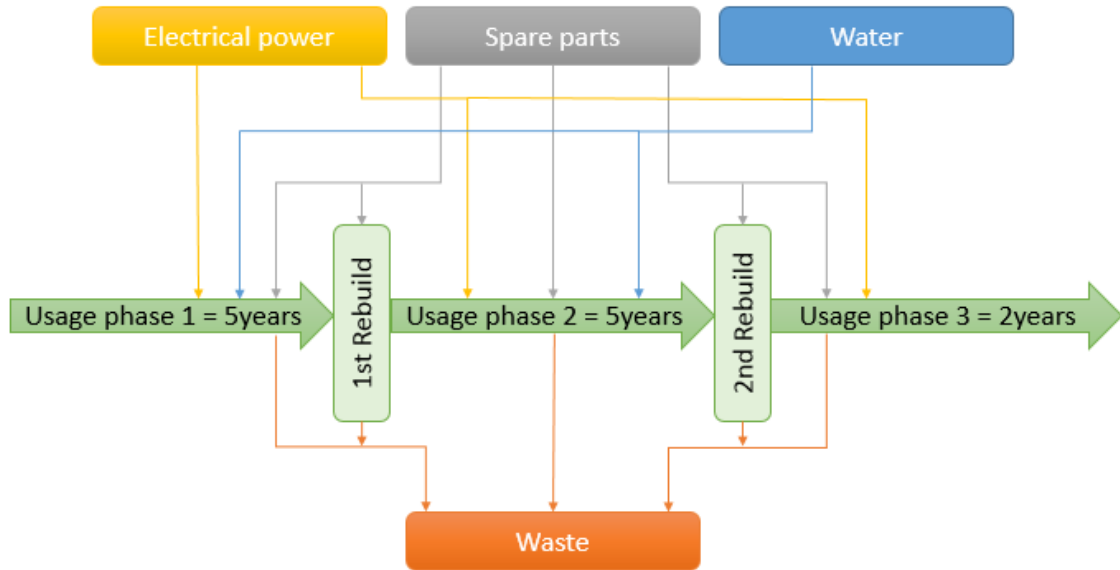 Electrical power
Spare parts
Water
Usage phase 1 = 5years
1st Rebuild
Usage phase 2 = 5years
2nd Rebuild
Usage phase 3 = 2years
Waste